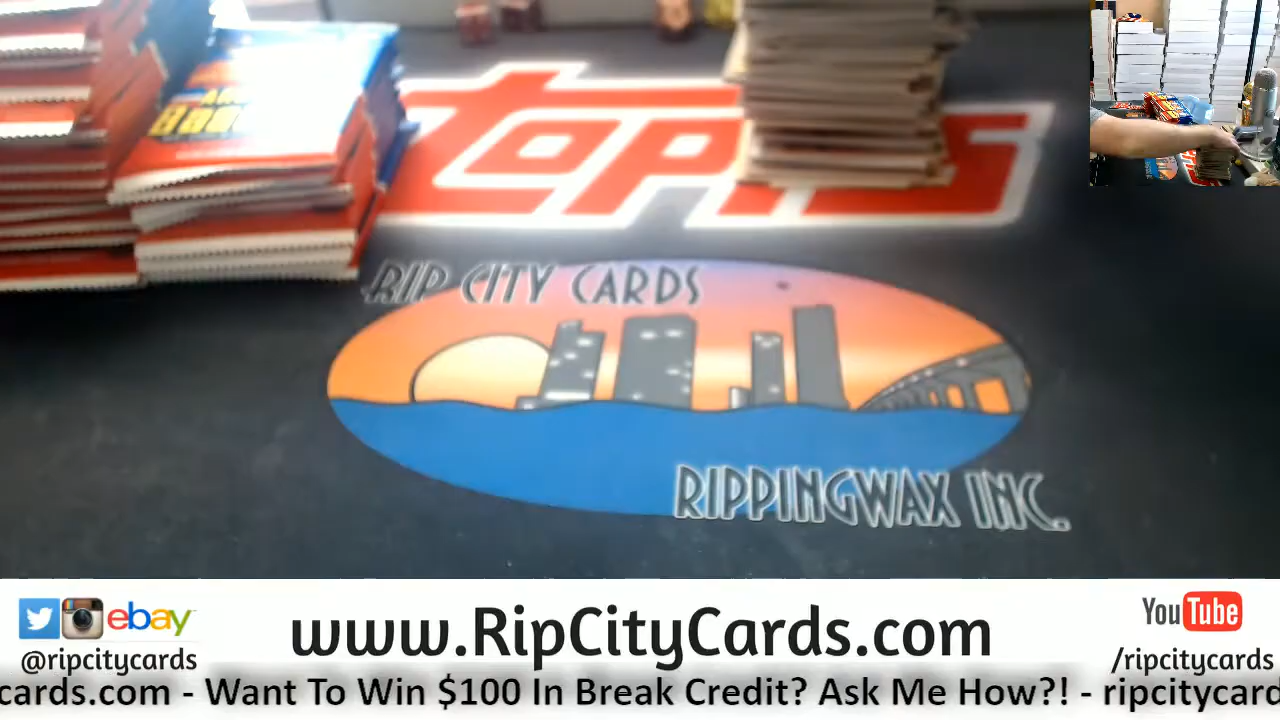 TOPPS
RIP CITY CARDS
RIPPINGWAX INC.
ebay
www.RipCityCards.com
YouTube
@ripcitycards
/ripcitycards
cards.com - Want To Win $100 In Break Credit? Ask Me How?! - ripcitycard